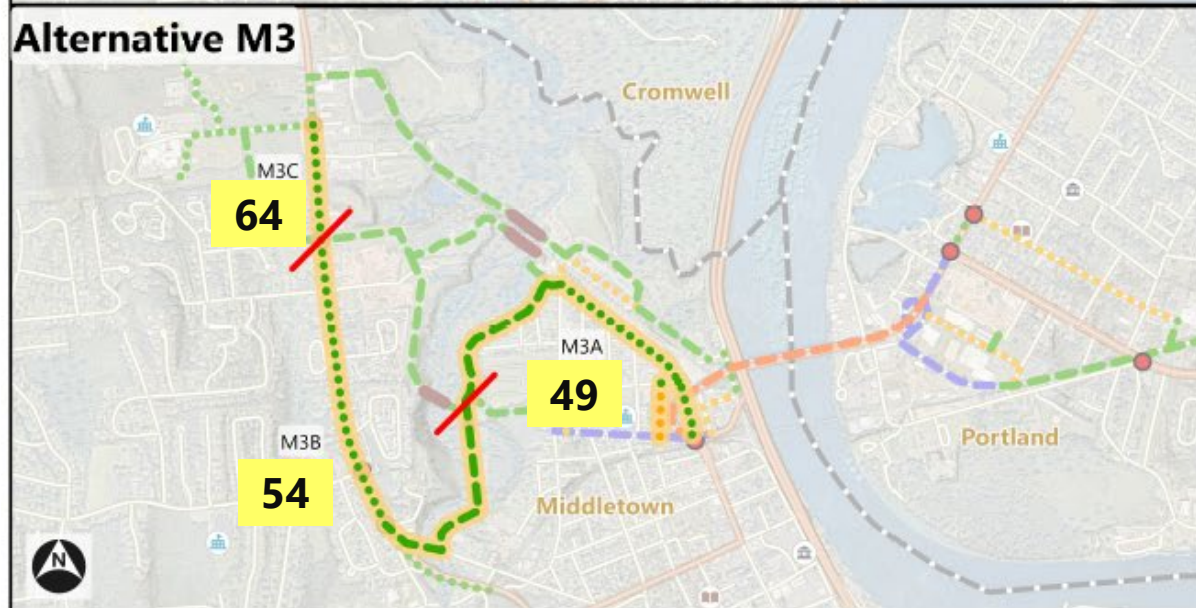 Alternative M3
Cromwell
M3C
64
M3A
49
Portland
M3B
54
Middletown
N